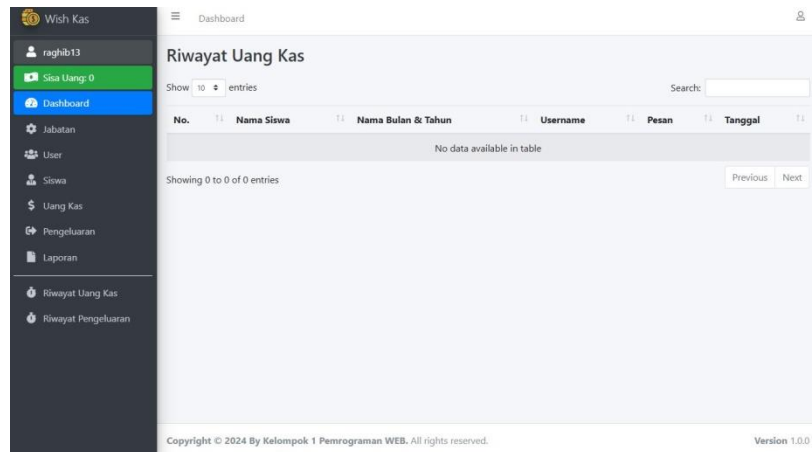 Wish Kas
raghib13
Sisa Uang: 0
Dashboard
Jabatan
User
Siswa
Uang Kas
Pengeluaran
Laporan
Riwayat Uang Kas
Riwayat Pengeluaran
Dashboard
Riwayat Uang Kas
Show 10 entries
Search:
No. Nama Siswa Nama Bulan & Tahun Username Pesan Tanggal
No data available in table
Showing 0 to 0 of 0 entries
Previous Next
Copyright © 2024 By Kelompok 1 Pemrograman WEB. All rights reserved.
Version 1.0.0